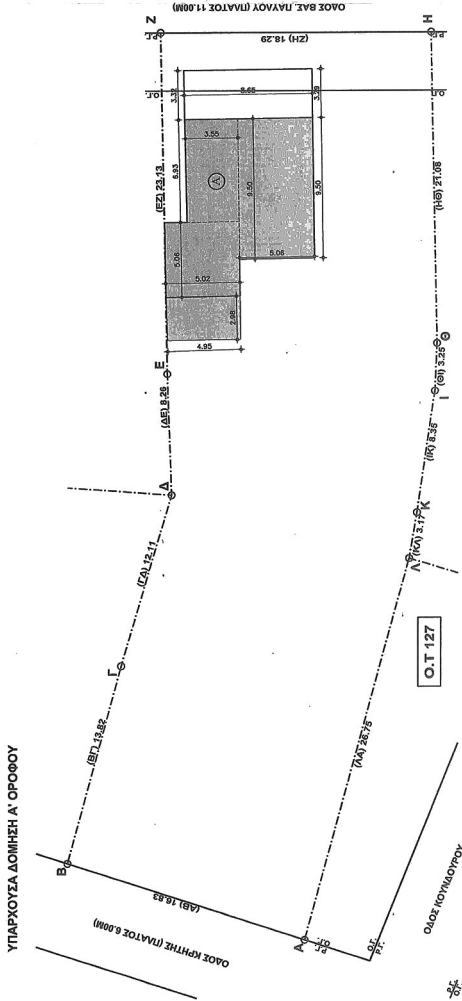 ΥΠΑΡΧΟΥΣΑ ΔΟΜΗΣΗ Α' ΟΡΟΦΟΥ
Β
(ΒΓ) 13.82
Γ
(ΓΔ) 12.11
Δ
(ΔΕ) 8.26
Ε
(ΕΖ) 23.13
Ζ
Ρ.Γ.
Ο.Γ.
ΟΔΟΣ ΒΑΣ. ΠΑΥΛΟΥ (ΠΛΑΤΟΣ 11.00Μ)
(ΖΗ) 18.29
Η
Ρ.Γ.
Ο.Γ.
3.32
8.65
3.29
6.93
3.55
Α
9.50
9.50
5.06
5.02
5.06
2.98
4.95
(ΗΘ) 21.08
Θ
(ΘΙ) 3.25
Ι
(ΙΚ) 8.35
Κ
(ΚΛ) 3.17
Λ
(ΛΑ) 26.75
Ο.Τ 127
(ΑΒ) 16.83
ΟΔΟΣ ΚΡΗΤΗΣ (ΠΛΑΤΟΣ 6.00Μ)
Α
Ο.Γ.
Ρ.Γ.
ΟΔΟΣ ΚΟΥΝΔΟΥΡΟΥ
Ρ.Γ.
Ο.Γ.